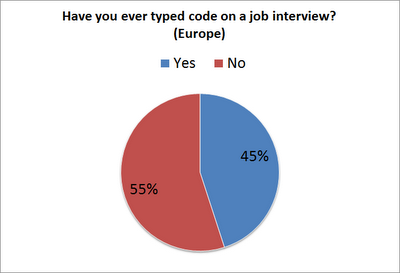 Have you ever typed code on a job interview?
(Europe)
Yes No
45%
55%